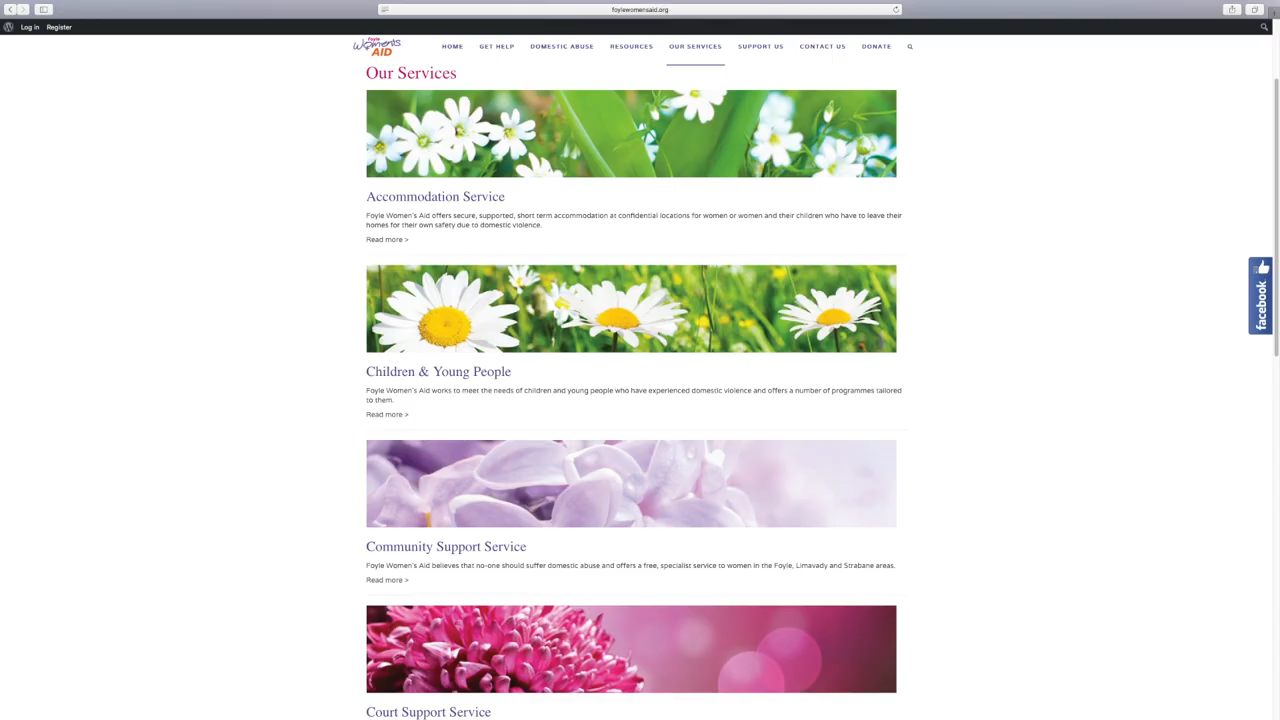 foylewomensaid.org
Log in Register
foyle
women's
AID
HOME GET HELP DOMESTIC ABUSE RESOURCES OUR SERVICES SUPPORT US CONTACT US DONATE
Our Services
Accommodation Service
Foyle Women's Aid offers secure, supported, short term accommodation at confidential locations for women or women and their children who have to leave their
homes for their own safety due to domestic violence.
Read more >
facebook
Children & Young People
Foyle Women's Aid works to meet the needs of children and young people who have experienced domestic violence and offers a number of programmes tailored
to them.
Read more >
Community Support Service
Foyle Women's Aid believes that no-one should suffer domestic abuse and offers a free, specialist service to women in the Foyle, Limavady and Strabane areas.
Read more >
Court Support Service